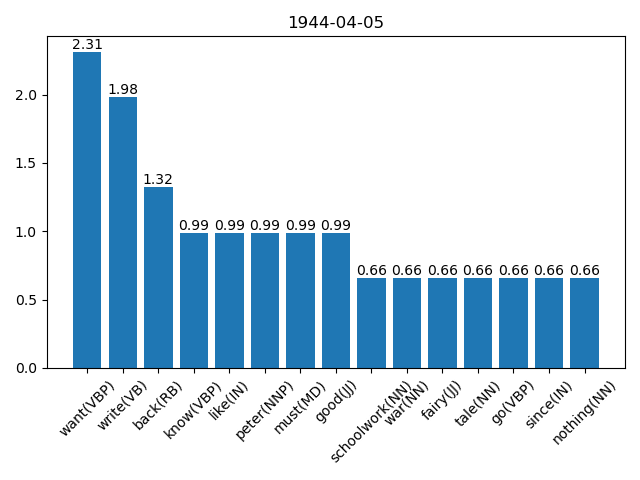 1944-04-05
2.31
1.98
1.32
0.99 0.99 0.99 0.99 0.99
0.66 0.66 0.66 0.66 0.66 0.66 0.66
2.0
1.5
1.0
0.5
0.0
want(VBP)
write(VB)
back(RB)
know(VBP)
like(IN)
peter(NNP)
must(MD)
good(JJ)
schoolwork(NN)
war(NN)
fairy(JJ)
tale(NN)
go(VBP)
since(IN)
nothing(NN)